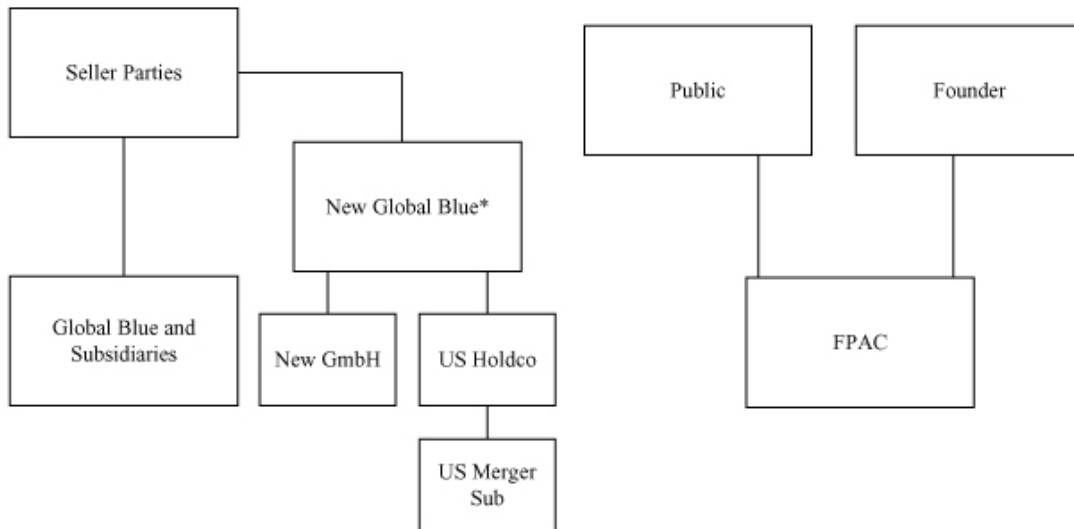 Seller Parties
Public
Founder
New Global Blue*
Global Blue and
Subsidiaries
New GmbH
US Holdco
FPAC
US Merger
Sub